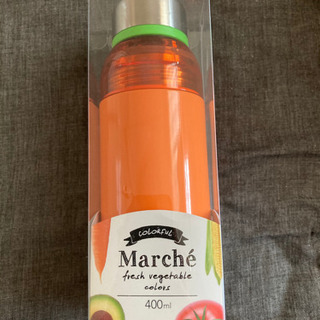 colorful
Marché
fresh vegetable
colors
400ml